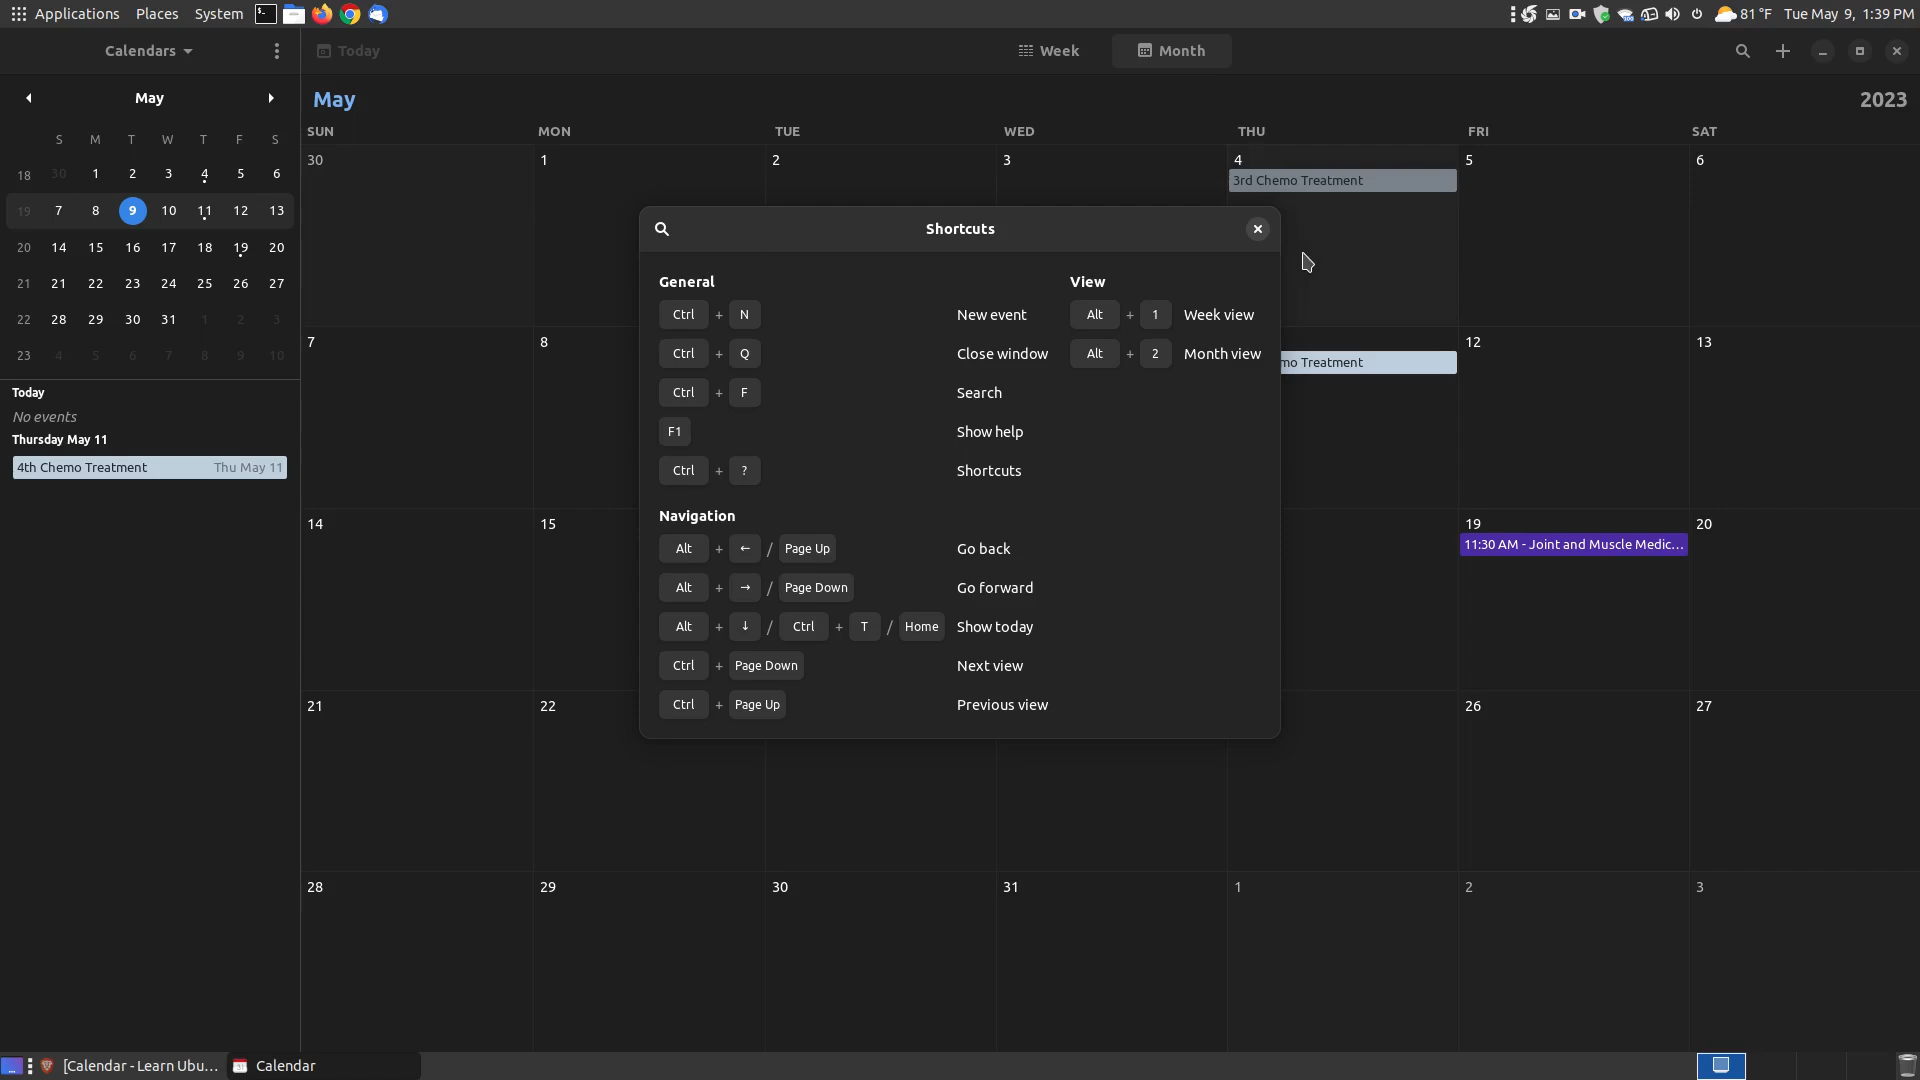 Applications Places System 81 °F Tue May 9, 1:39 PM
Calendars Today Week Month
May
S M T W T F S
18 30 1 2 3 4 5 6
19 7 8 9 10 11 12 13
20 14 15 16 17 18 19 20
21 21 22 23 24 25 26 27
22 28 29 30 31 1 2 3
23 4 5 6 7 8 9 10
Today
No events
Thursday May 11
4th Chemo Treatment Thu May 11
May 2023
SUN MON TUE WED THU FRI SAT
30 1 2 3 4 5 6
3rd Chemo Treatment
7 8 12 13
mo Treatment
14 15 19 20
11:30 AM - Joint and Muscle Medic...
21 22 26 27
28 29 30 31 1 2 3
Shortcuts
General
Ctrl + N New event
Ctrl + Q Close window
Ctrl + F Search
F1 Show help
Ctrl + ? Shortcuts
Navigation
Alt + ← / Page Up Go back
Alt + → / Page Down Go forward
Alt + ↓ / Ctrl + T / Home Show today
Ctrl + Page Down Next view
Ctrl + Page Up Previous view
View
Alt + 1 Week view
Alt + 2 Month view
[Calendar - Learn Ubu... Calendar